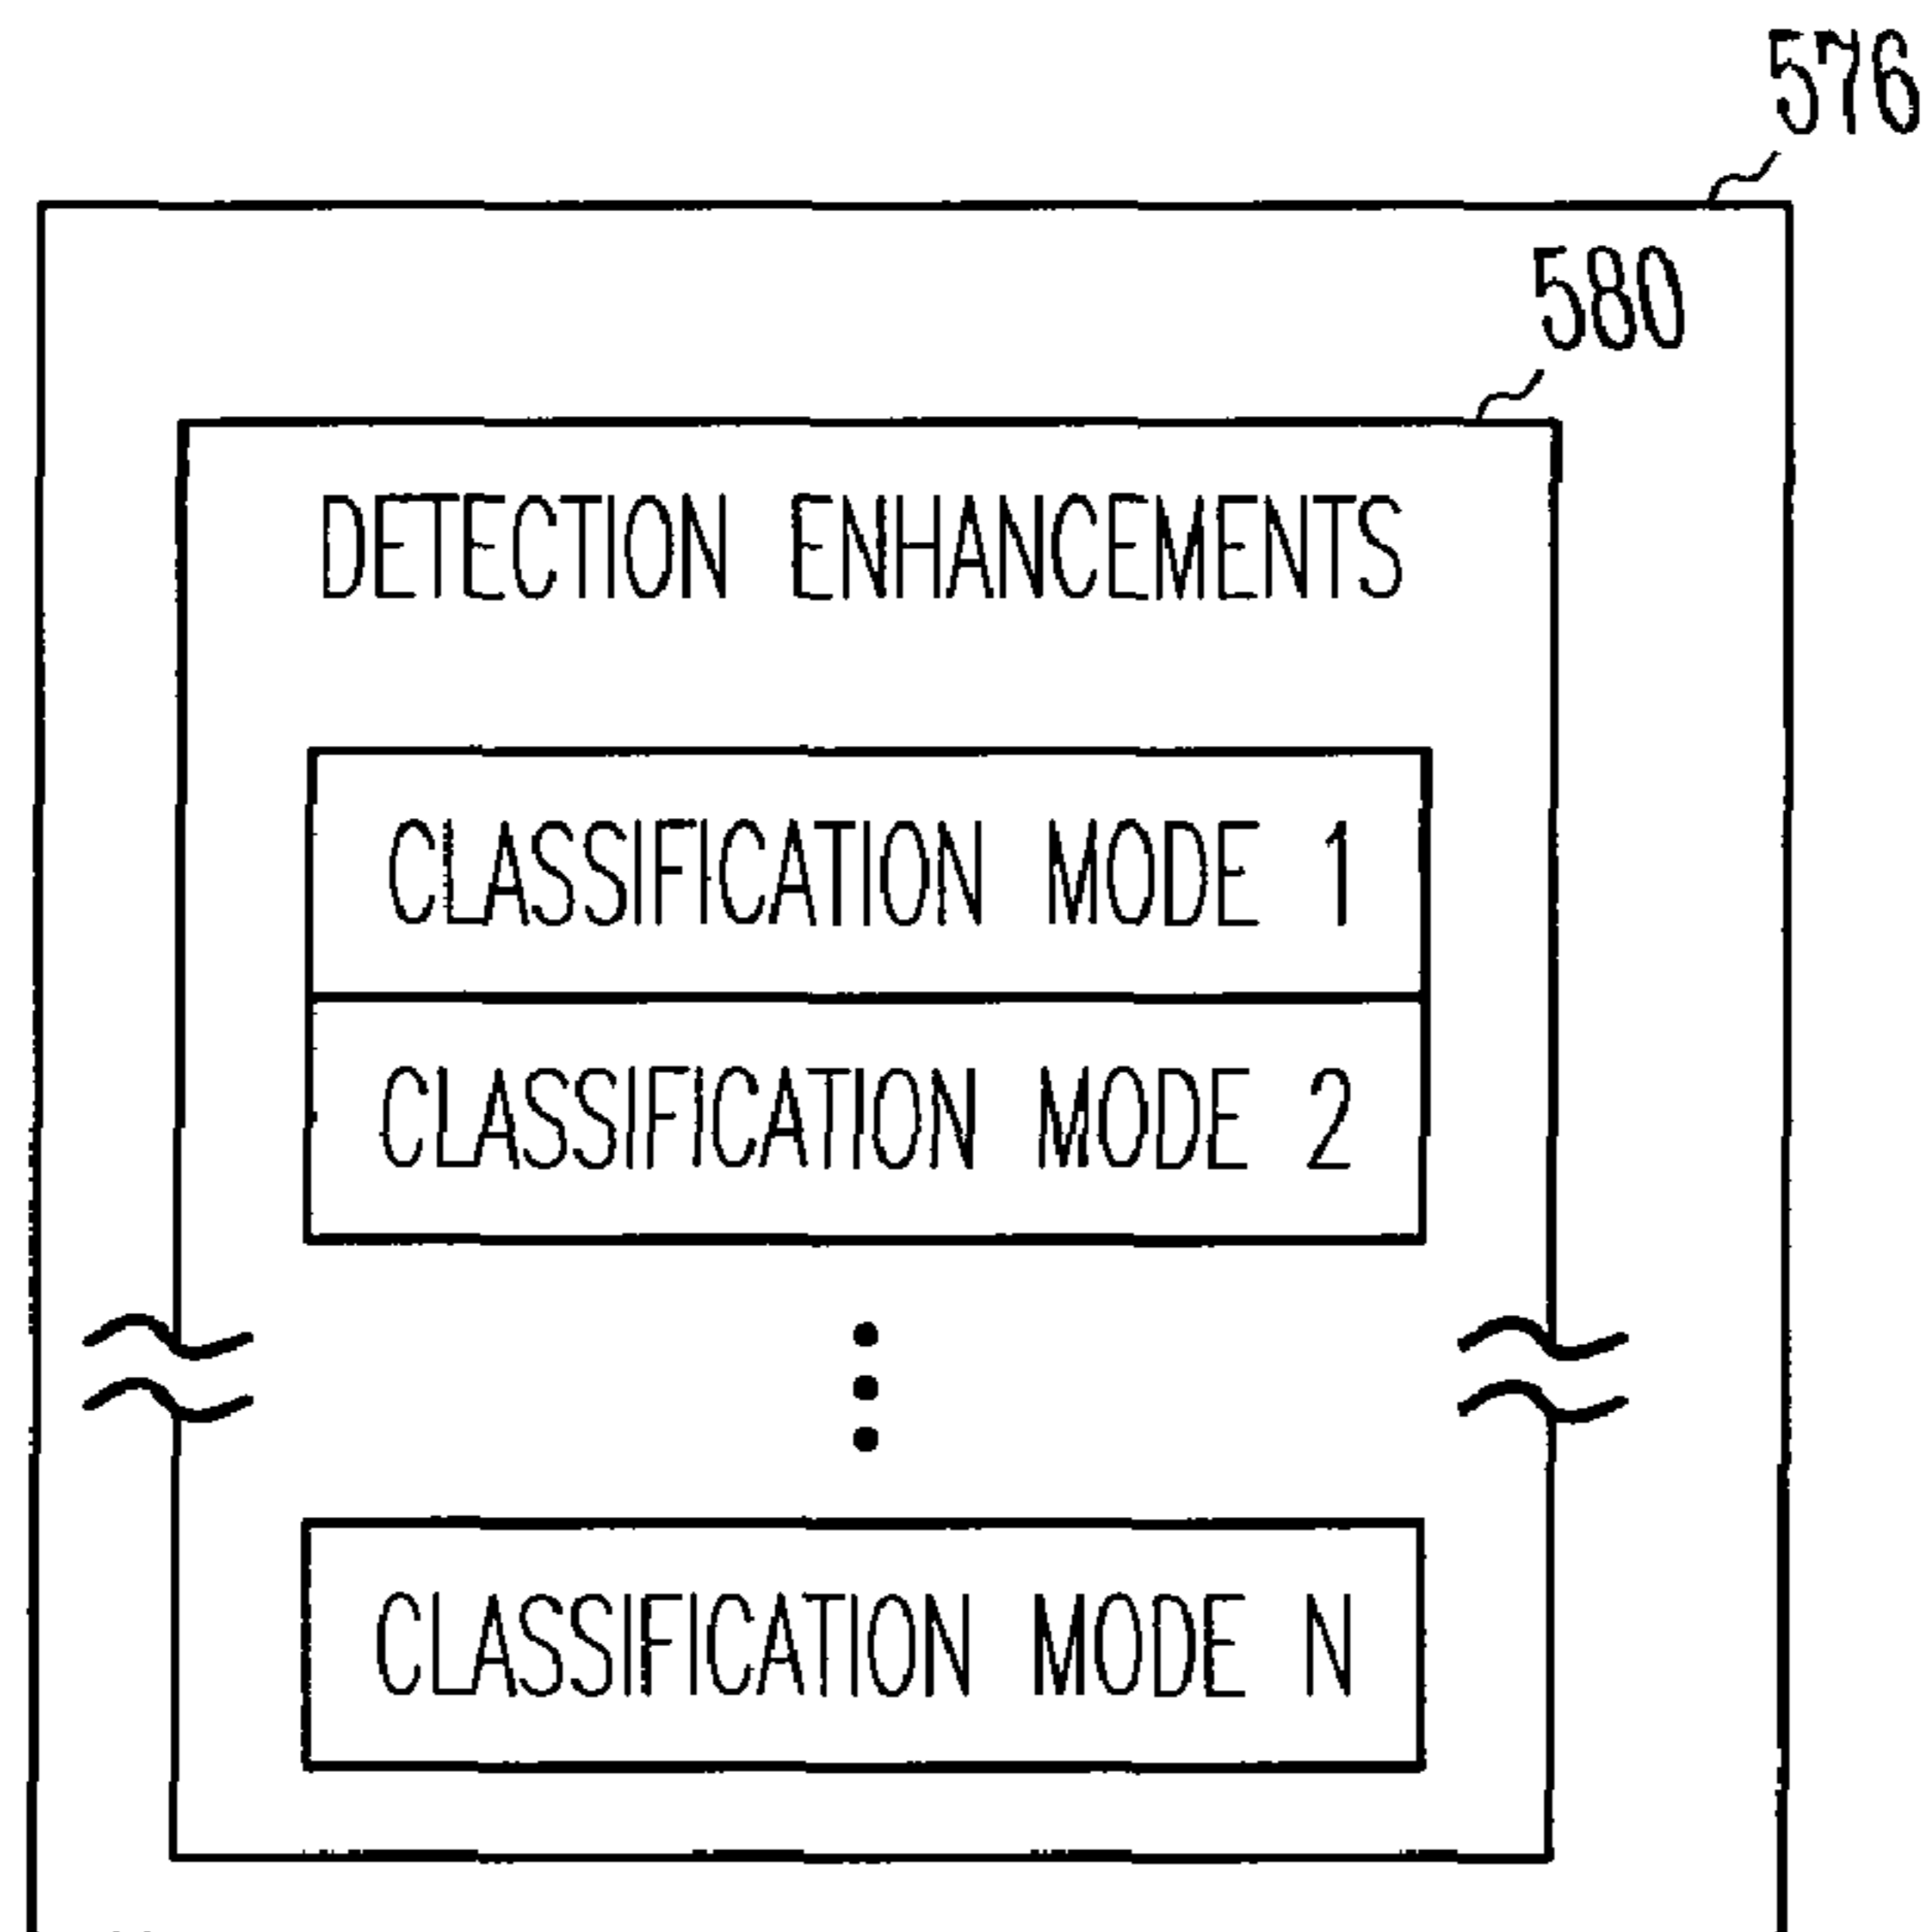 576
580
DETECTION ENHANCEMENTS
CLASSIFICATION MODE 1
CLASSIFICATION MODE 2
CLASSIFICATION MODE N